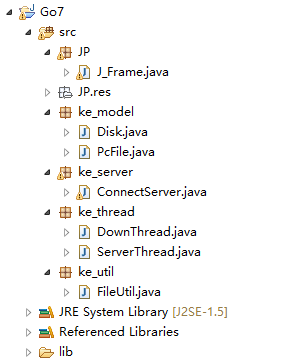 Go7
src
JP
J_Frame.java
JP.res
ke_model
Disk.java
PcFile.java
ke_server
ConnectServer.java
ke_thread
DownThread.java
ServerThread.java
ke_util
FileUtil.java
JRE System Library [J2SE-1.5]
Referenced Libraries
lib